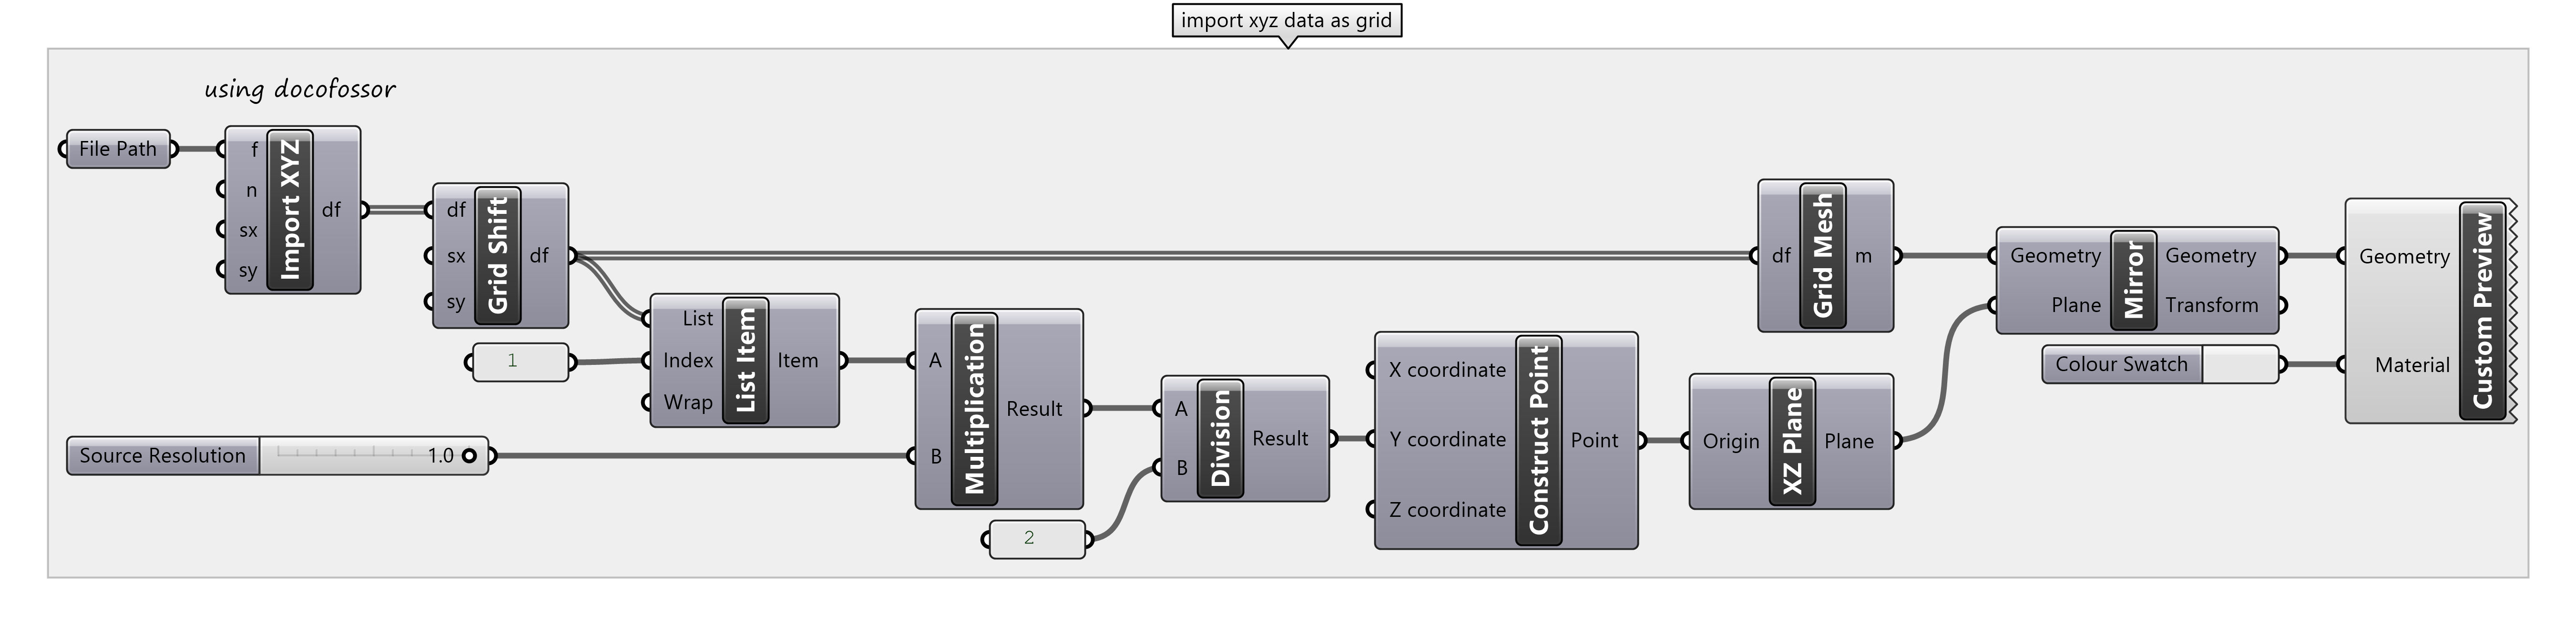 import xyz data as grid
using docofossor
File Path
f
n
sx
sy
Import XYZ
df
df
sx
sy
Grid Shift
df
1
List
Index
Wrap
List Item
Item
Source Resolution
1.0
A
B
Multiplication
Result
2
A
B
Division
Result
X coordinate
Y coordinate
Z coordinate
Construct Point
Point
Origin
XZ Plane
Plane
df
Grid Mesh
m
Geometry
Plane
Mirror
Geometry
Transform
Colour Swatch
Geometry
Material
Custom Preview